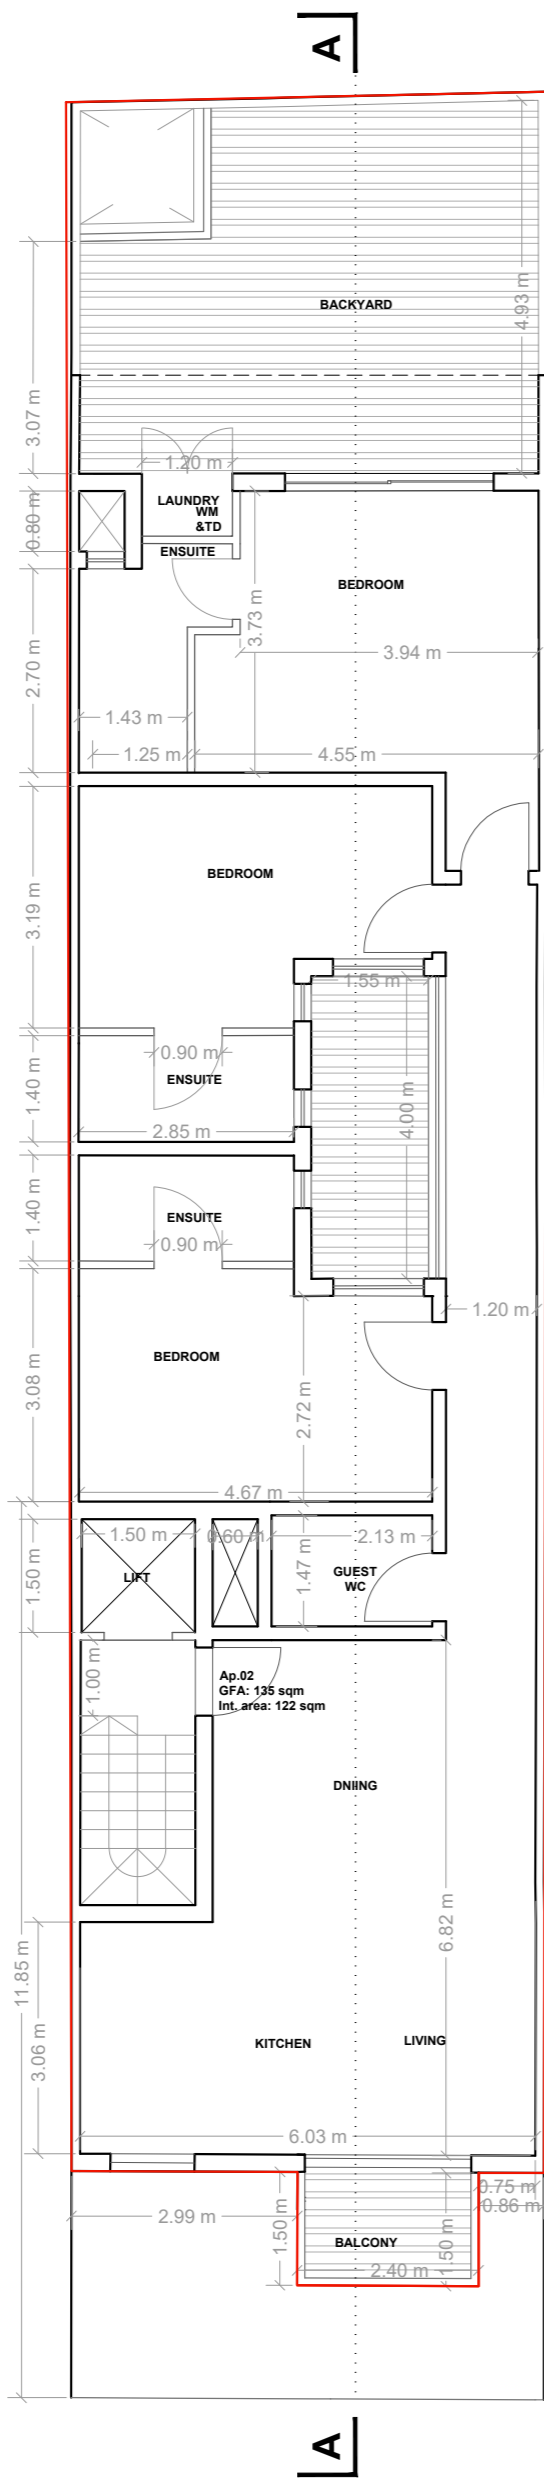 A
BACKYARD
4.93 m
3.07 m
1.20 m
0.80 m
LAUNDRY
WM
&TD
ENSUITE
BEDROOM
3.73 m
3.94 m
2.70 m
1.43 m
1.25 m
4.55 m
BEDROOM
3.19 m
1.55 m
0.90 m
ENSUITE
1.40 m
2.85 m
4.00 m
1.40 m
ENSUITE
0.90 m
1.20 m
BEDROOM
3.08 m
2.72 m
4.67 m
1.50 m
0.60 m
2.13 m
1.50 m
LIFT
1.47 m
GUEST
WC
1.00 m
Ap.02
GFA: 135 sqm
Int. area: 122 sqm
DNIING
6.82 m
11.85 m
3.06 m
KITCHEN
LIVING
6.03 m
0.75 m
0.86 m
2.99 m
1.50 m
BALCONY
1.50 m
2.40 m
A